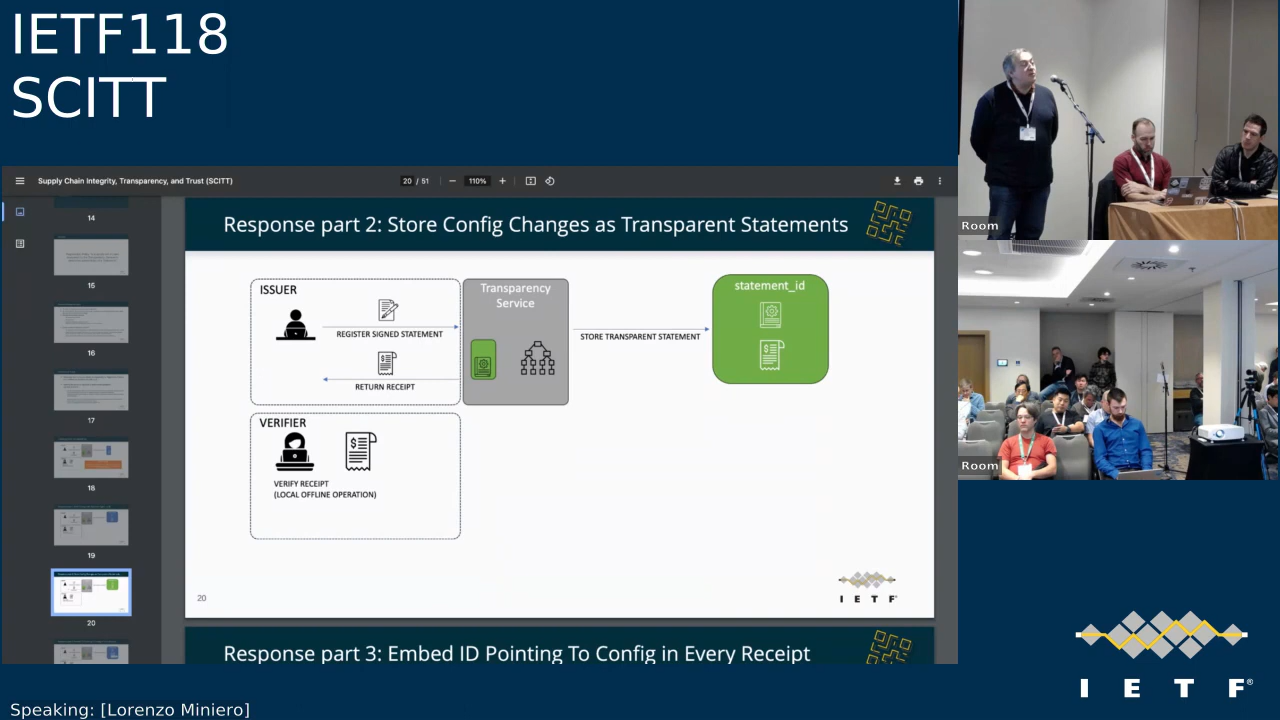 IETF118
SCITT
Supply Chain Integrity, Transparency, and Trust (SCITT)
20 / 51
110%
14
15
16
17
18
19
20
Response part 2: Store Config Changes as Transparent Statements
ISSUER
REGISTER SIGNED STATEMENT
RETURN RECEIPT
Transparency
Service
STORE TRANSPARENT STATEMENT
statement_id
VERIFIER
VERIFY RECEIPT
(LOCAL OFFLINE OPERATION)
20
IETF
Response part 3: Embed ID Pointing To Config in Every Receipt
Room
Room
IETF®
Speaking: [Lorenzo Miniero]